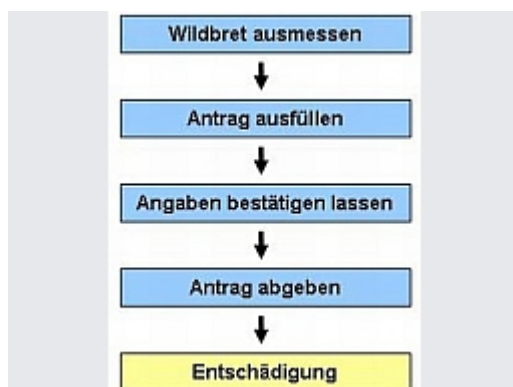 Wildbret ausmessen
Antrag ausfüllen
Angaben bestätigen lassen
Antrag abgeben
Entschädigung